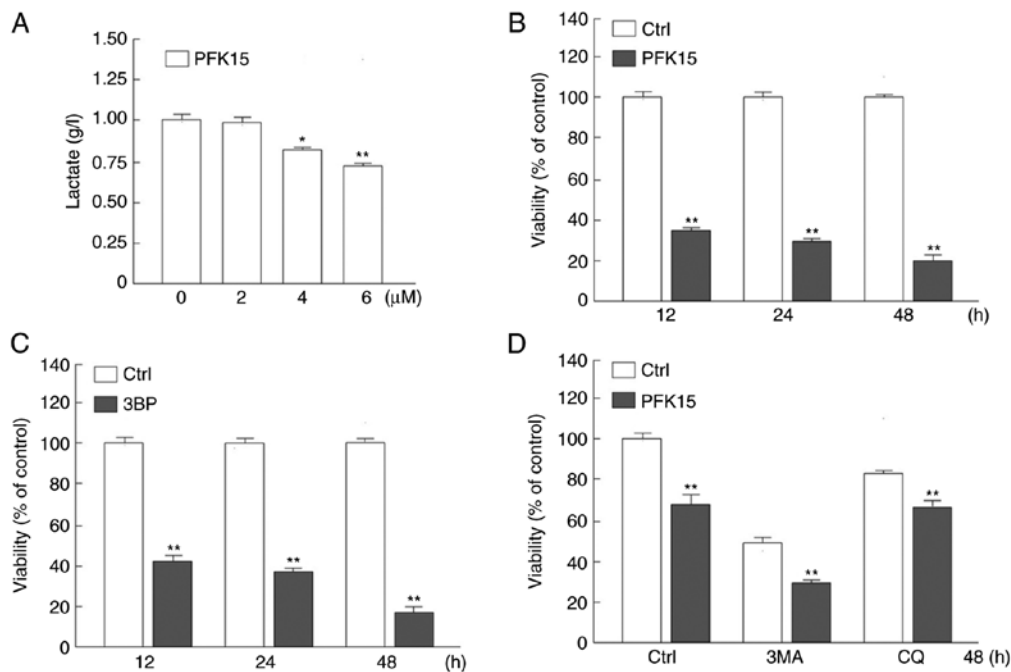 A
1.50
1.25
1.00
0.75
0.50
0.25
0
Lactate (g/l)
PFK15
*
**
0 2 4 6 (μM)
B
140
120
100
80
60
40
20
0
Viability (% of control)
Ctrl
PFK15
**
**
**
12 24 48 (h)
C
140
120
100
80
60
40
20
0
Viability (% of control)
Ctrl
3BP
**
**
**
12 24 48 (h)
D
140
120
100
80
60
40
20
0
Viability (% of control)
Ctrl
PFK15
**
**
**
Ctrl 3MA CQ 48 (h)